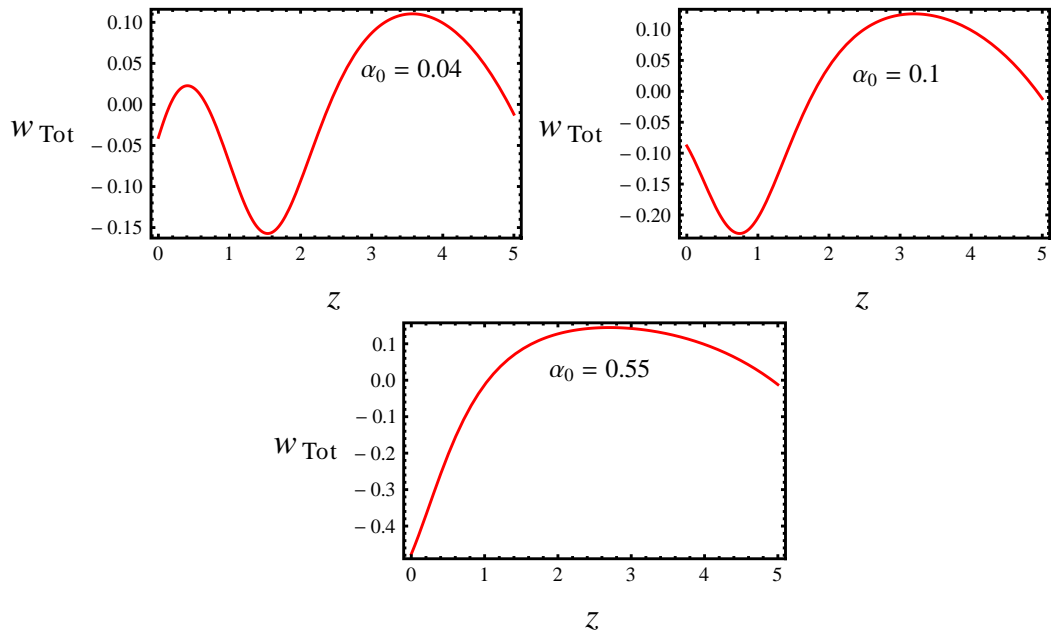 0.10
0.05
0.00
− 0.05
− 0.10
− 0.15
w Tot
α0 = 0.04
0 1 2 3 4 5
z
0.10
0.05
0.00
− 0.05
− 0.10
− 0.15
− 0.20
w Tot
α0 = 0.1
0 1 2 3 4 5
z
0.1
0.0
− 0.1
− 0.2
− 0.3
− 0.4
w Tot
α0 = 0.55
0 1 2 3 4 5
z